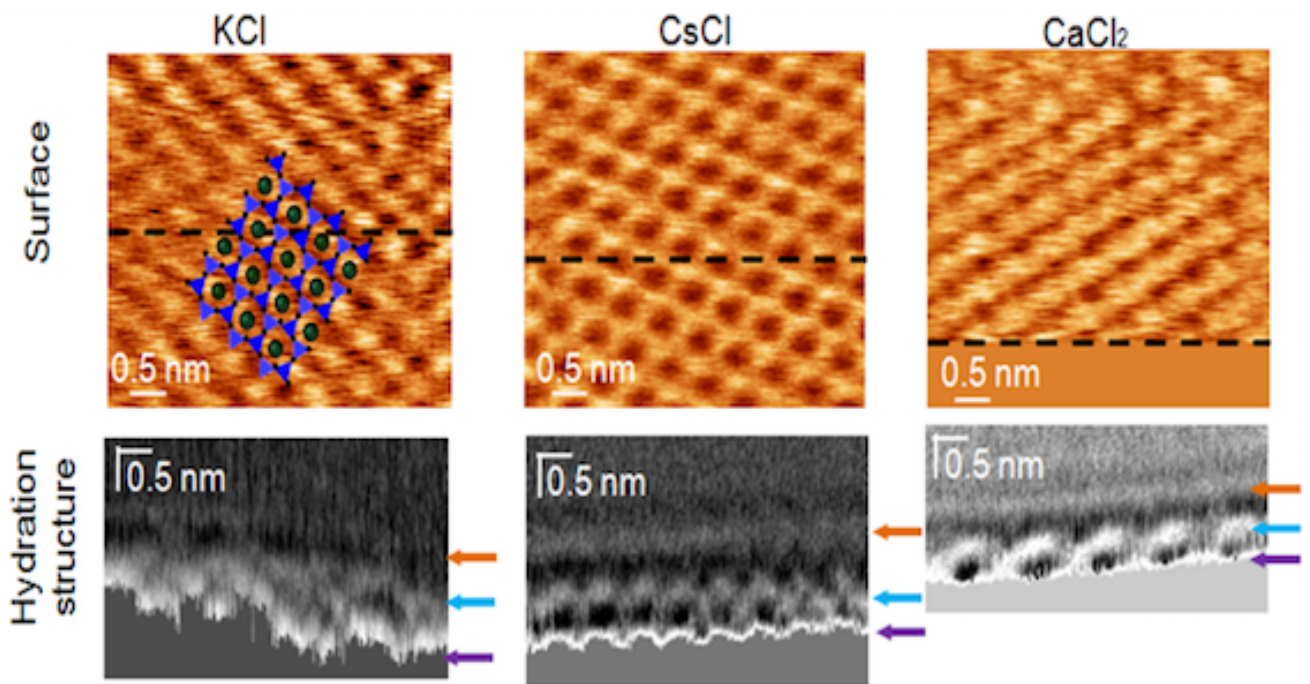 KCl
CsCl
CaCl₂
Surface
0.5 nm
0.5 nm
0.5 nm
Hydration
structure
0.5 nm
0.5 nm
0.5 nm